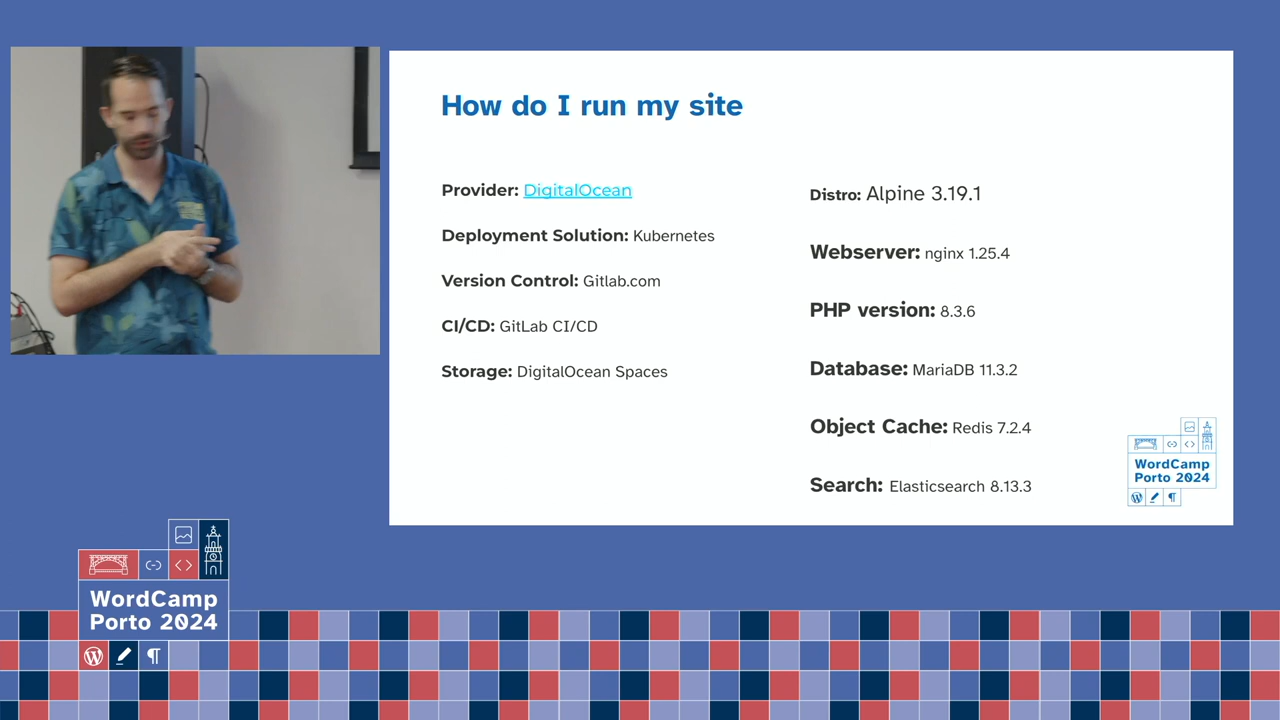 How do I run my site
Provider: DigitalOcean
Deployment Solution: Kubernetes
Version Control: Gitlab.com
CI/CD: GitLab CI/CD
Storage: DigitalOcean Spaces
Distro: Alpine 3.19.1
Webserver: nginx 1.25.4
PHP version: 8.3.6
Database: MariaDB 11.3.2
Object Cache: Redis 7.2.4
Search: Elasticsearch 8.13.3
WordCamp
Porto 2024
WordCamp
Porto 2024